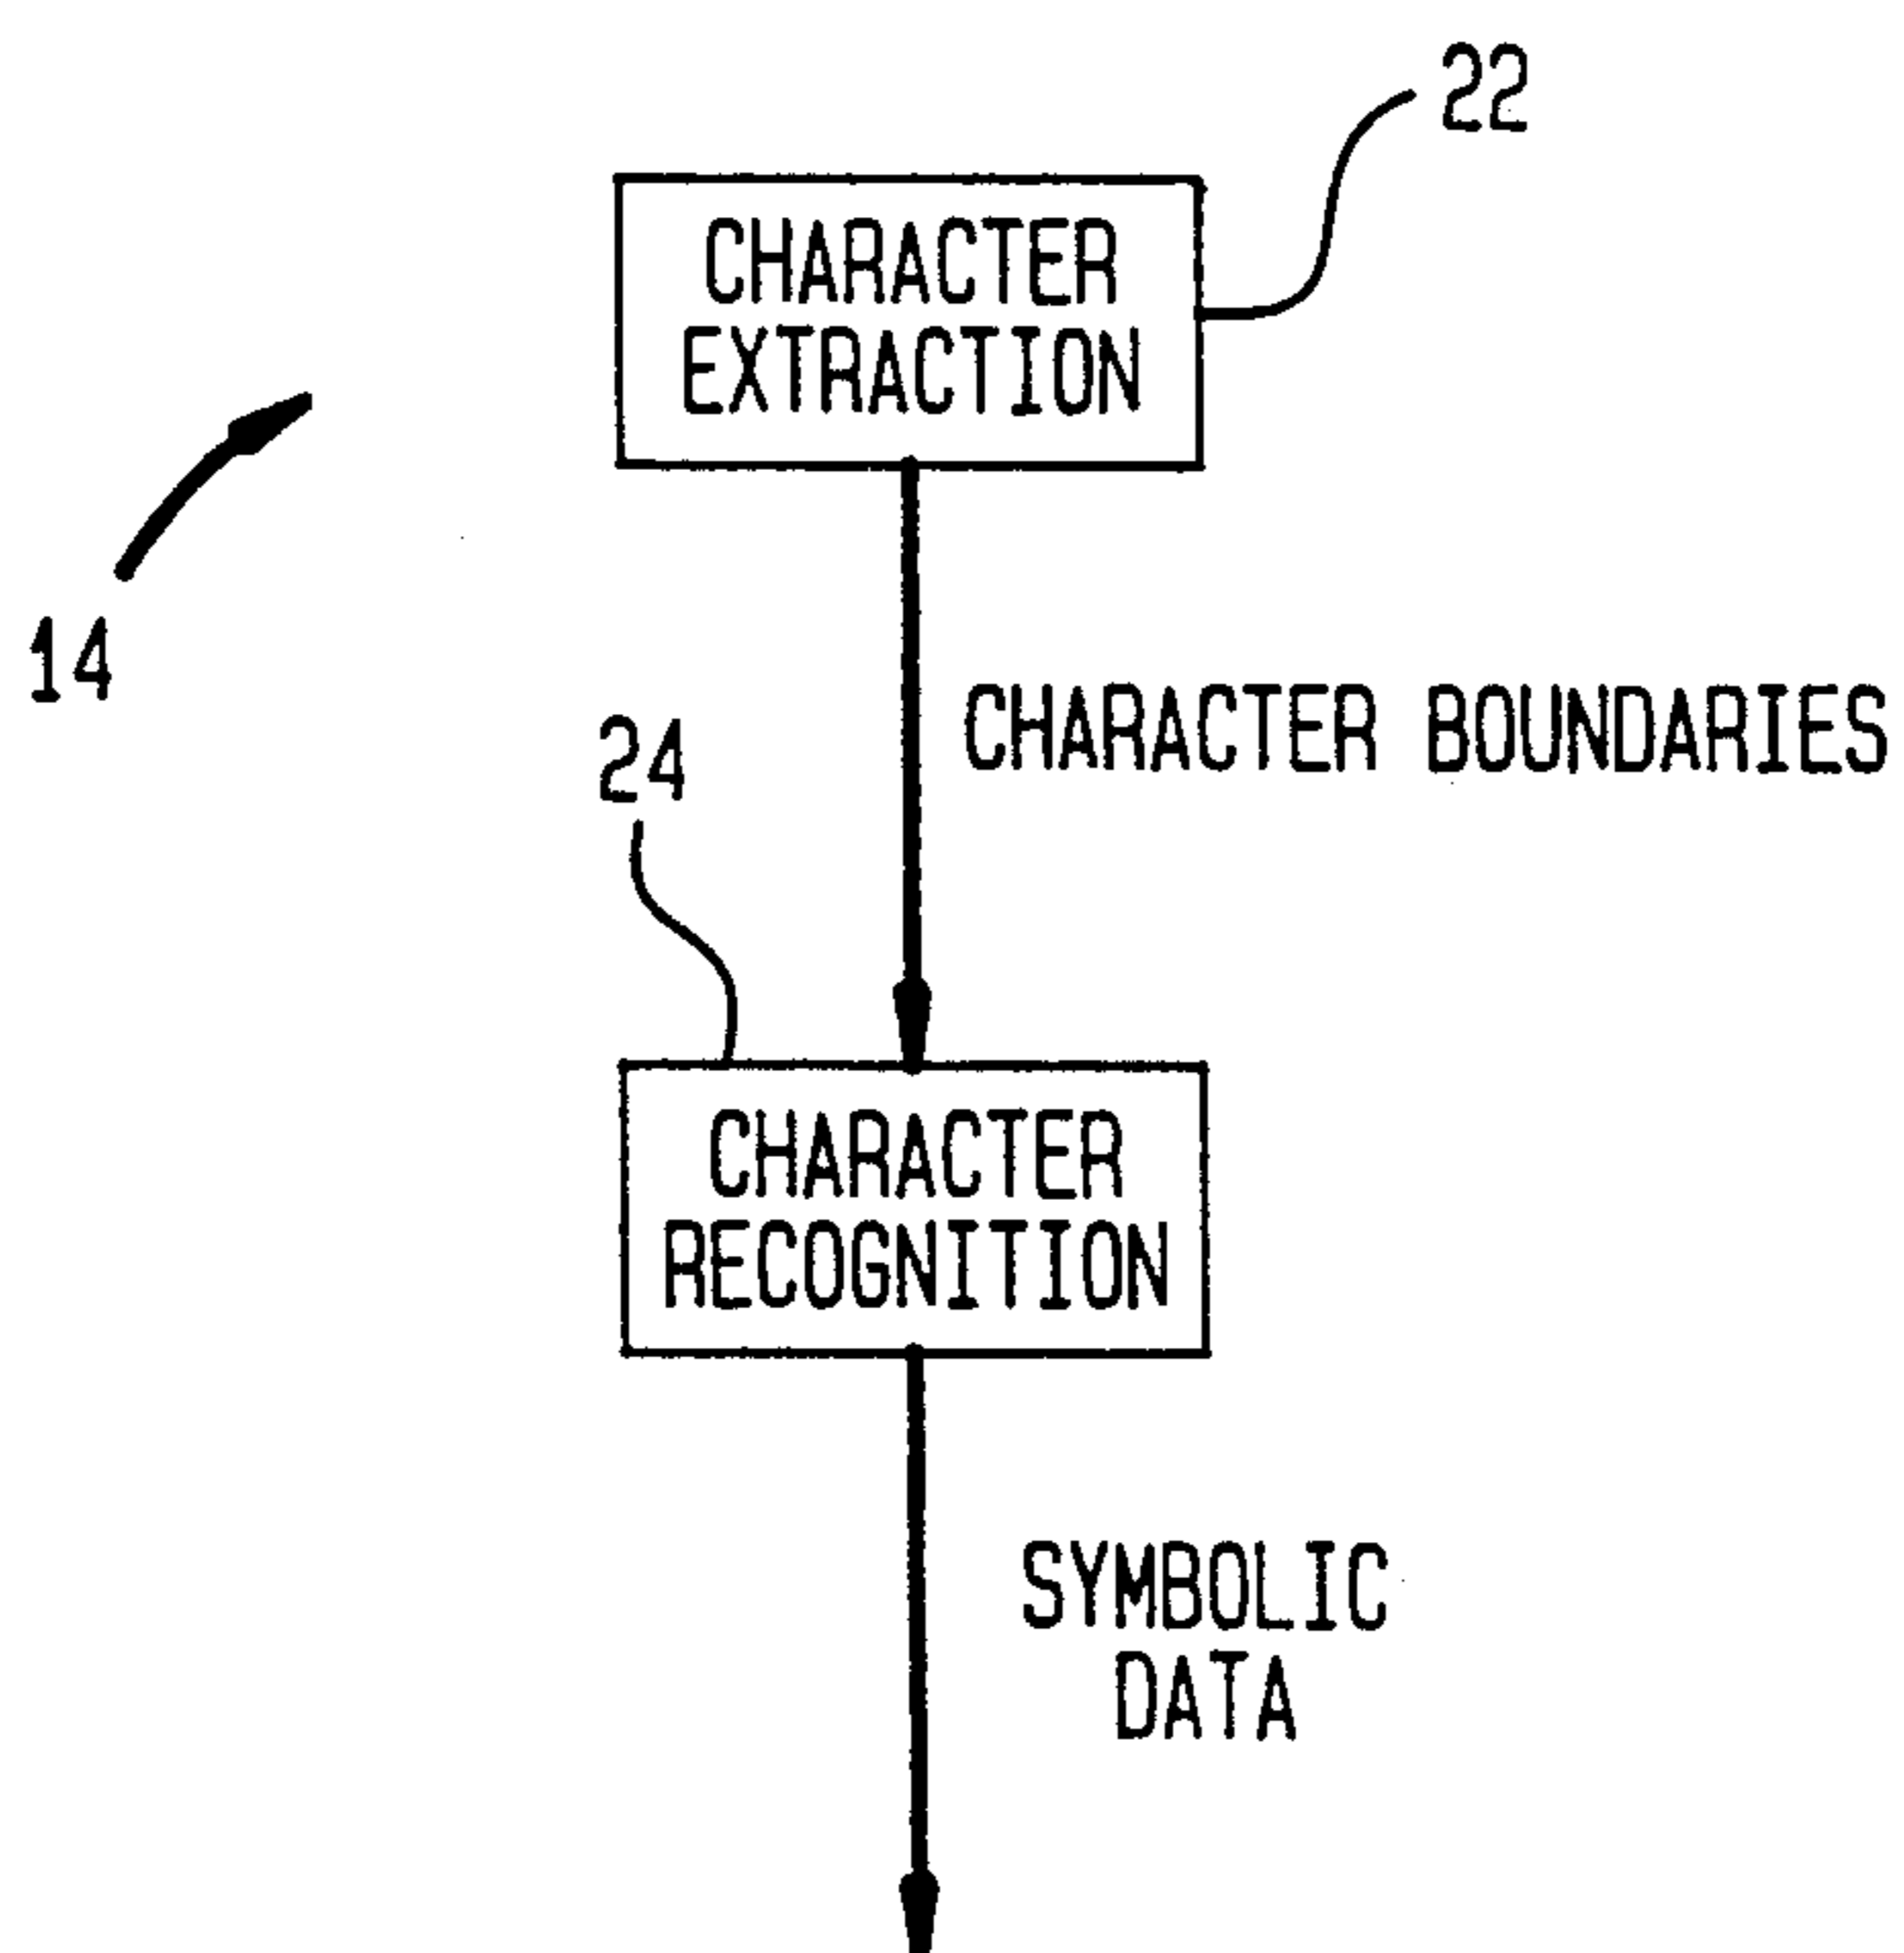 22
CHARACTER
EXTRACTION
14
CHARACTER BOUNDARIES
24
CHARACTER
RECOGNITION
SYMBOLIC
DATA